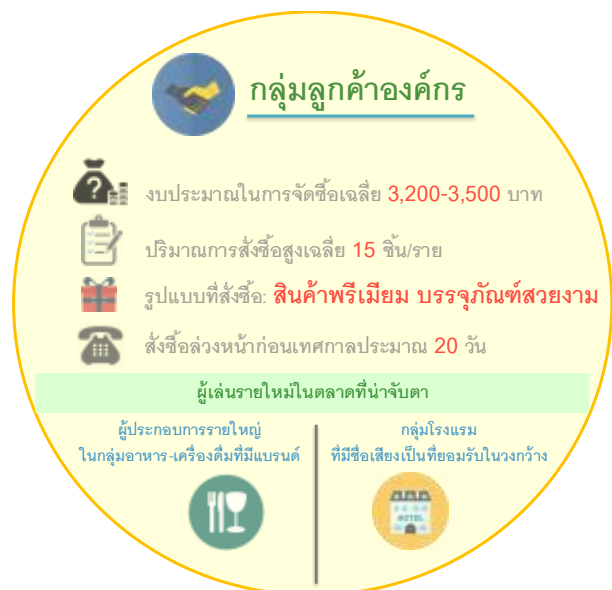 กลุ่มลูกค้าองค์กร
?
งบประมาณในการจัดซื้อเฉลี่ย 3,200-3,500 บาท
ปริมาณการสั่งซื้อสูงเฉลี่ย 15 ชิ้น/ราย
รูปแบบที่สั่งซื้อ: สินค้าพรีเมียม บรรจุภัณฑ์สวยงาม
สั่งซื้อล่วงหน้าก่อนเทศกาลประมาณ 20 วัน
ผู้เล่นรายใหม่ในตลาดที่น่าจับตา
ผู้ประกอบการรายใหญ่
ในกลุ่มอาหาร-เครื่องดื่มที่มีแบรนด์
กลุ่มโรงแรม
ที่มีชื่อเสียงเป็นที่ยอมรับในวงกว้าง
HOTEL